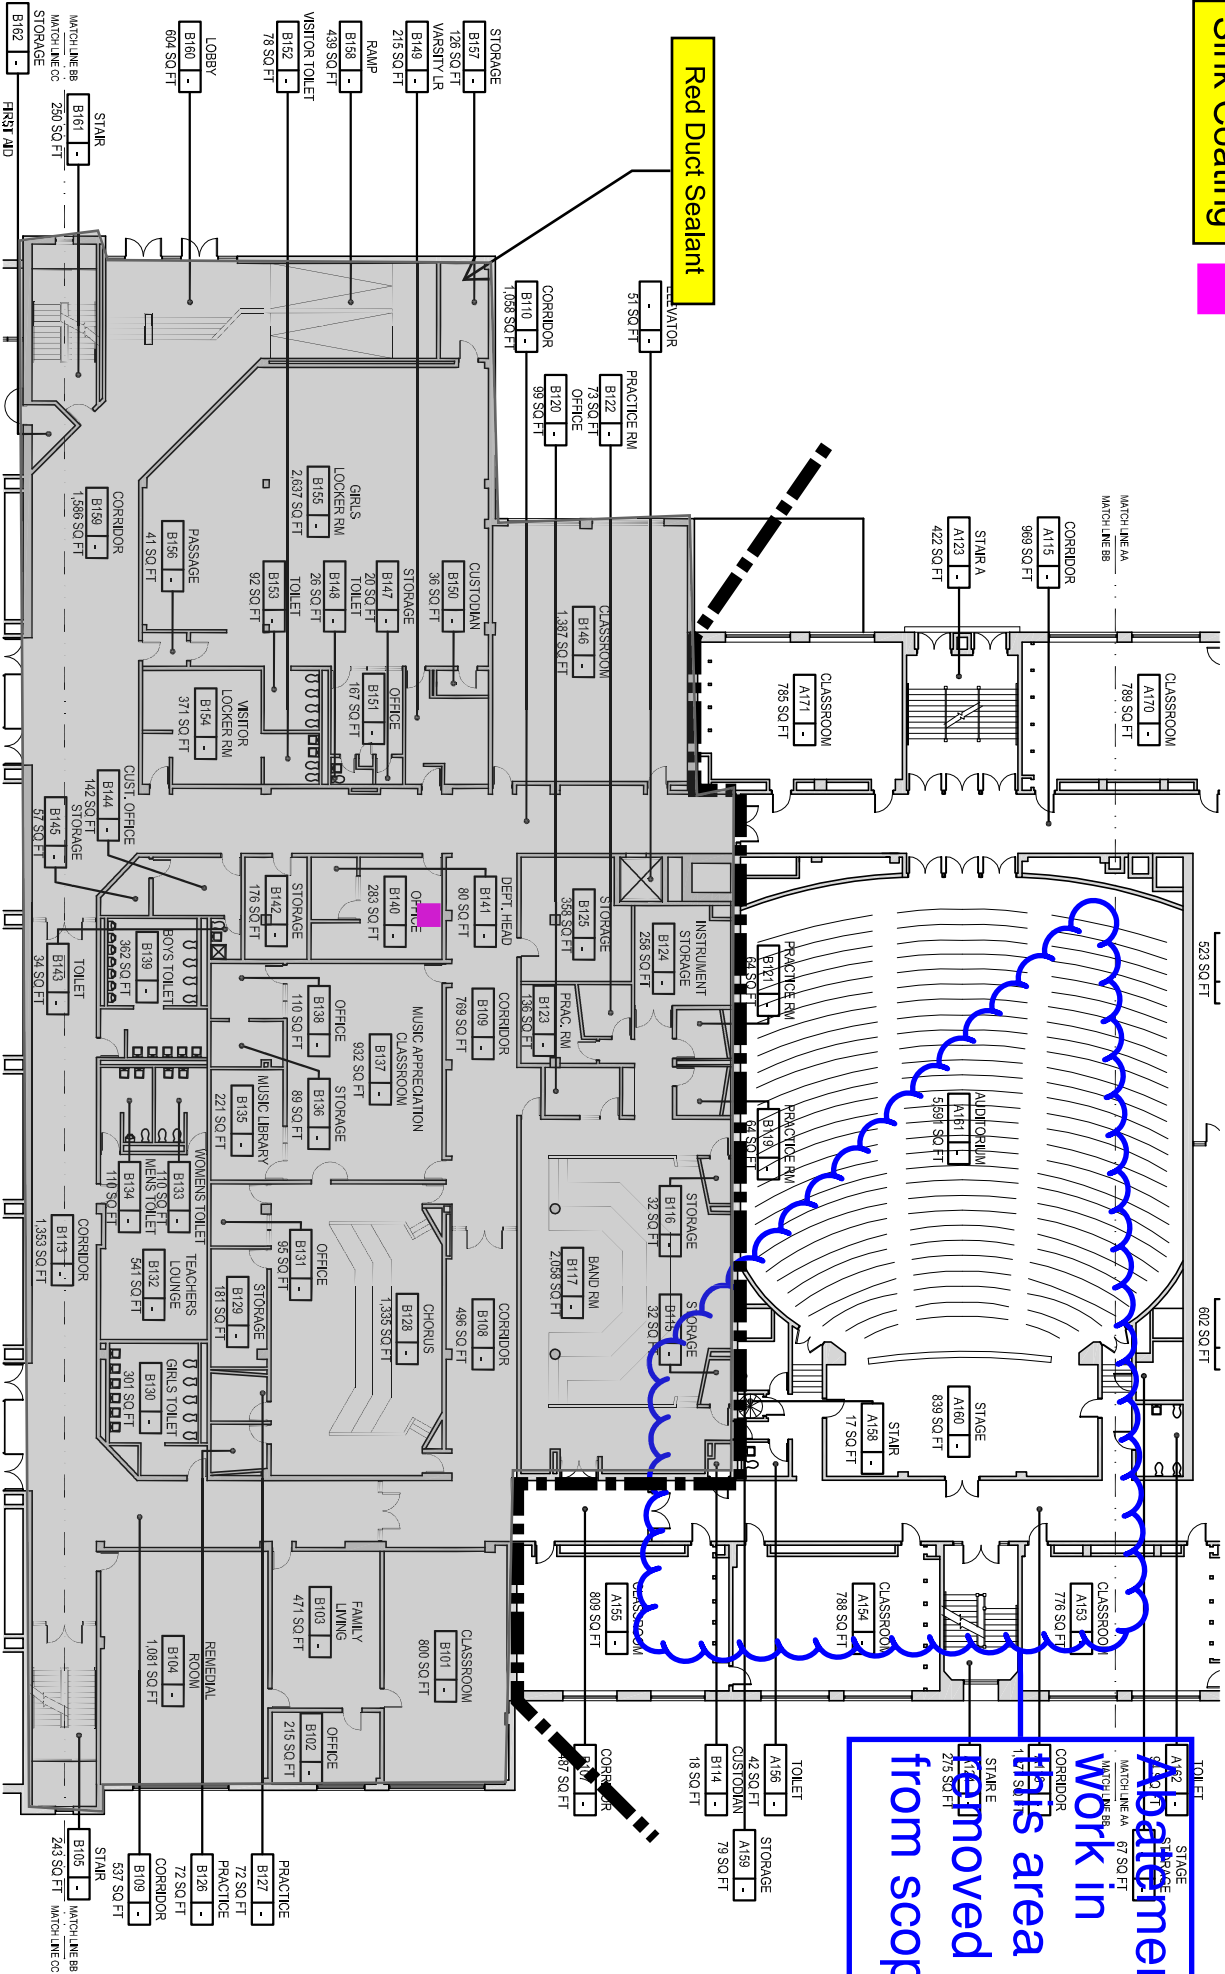 Sink Coating
Red Duct Sealant
Abatemen
work in
this area
removed
from scop
MATCH LINE AA
MATCH LINE BB
523 SQ FT
602 SQ FT
CLASSROOM
A170
-
789 SQ FT
CORRIDOR
A115
-
969 SQ FT
STAIR A
A123
-
422 SQ FT
CLASSROOM
A171
-
785 SQ FT
AUDITORIUM
A161
-
5,591 SQ FT
STAGE
A160
-
839 SQ FT
STAIR
A158
-
17 SQ FT
CLASSROOM
A153
-
776 SQ FT
CLASSROOM
A154
-
788 SQ FT
CLASSROOM
A155
-
809 SQ FT
TOILET
STAGE
STORAGE
67 SQ FT
MATCH LINE AA
MATCH LINE BB
CORRIDOR
STAIR E
275 SQ FT
TOILET
A156
-
42 SQ FT
STORAGE
A159
-
79 SQ FT
CUSTODIAN
B114
-
18 SQ FT
CORRIDOR
B107
487 SQ FT
ELEVATOR
-
-
51 SQ FT
PRACTICE RM
B122
-
73 SQ FT
OFFICE
B120
-
99 SQ FT
CORRIDOR
B110
-
1,058 SQ FT
STORAGE
B157
-
126 SQ FT
VARSITY LR
B149
-
215 SQ FT
RAMP
B158
-
439 SQ FT
VISITOR TOILET
B152
-
78 SQ FT
LOBBY
B160
-
604 SQ FT
STAIR
B161
-
250 SQ FT
MATCH LINE BB
MATCH LINE CC
STORAGE
B162
-
FIRST AID
CLASSROOM
B146
-
1,387 SQ FT
CUSTODIAN
B150
-
36 SQ FT
STORAGE
B147
-
20 SQ FT
TOILET
B148
-
26 SQ FT
TOILET
B153
-
92 SQ FT
GIRLS
LOCKER RM
B155
-
2,637 SQ FT
PASSAGE
B156
-
41 SQ FT
CORRIDOR
B159
-
1,586 SQ FT
OFFICE
B151
-
167 SQ FT
VISITOR
LOCKER RM
B154
-
371 SQ FT
CUST. OFFICE
B144
-
142 SQ FT
STORAGE
B145
-
57 SQ FT
PRACTICE RM
B121
-
64 SQ FT
INSTRUMENT
STORAGE
B124
-
258 SQ FT
STORAGE
B125
-
358 SQ FT
DEPT. HEAD
B141
-
80 SQ FT
OFFICE
B140
-
283 SQ FT
STORAGE
B142
-
176 SQ FT
BOYS TOILET
B139
-
362 SQ FT
TOILET
B143
-
34 SQ FT
PRAC. RM
B123
-
136 SQ FT
CORRIDOR
B109
-
769 SQ FT
MUSIC APPRECIATION
CLASSROOM
B137
-
932 SQ FT
OFFICE
B138
-
110 SQ FT
STORAGE
B136
-
89 SQ FT
MUSIC LIBRARY
B135
-
221 SQ FT
PRACTICE RM
B119
-
64 SQ FT
STORAGE
B116
-
32 SQ FT
STORAGE
B115
-
32 SQ FT
BAND RM
B117
-
2,058 SQ FT
CORRIDOR
B108
-
496 SQ FT
CHORUS
B128
-
1,335 SQ FT
OFFICE
B131
-
95 SQ FT
STORAGE
B129
-
181 SQ FT
WOMENS TOILET
B133
-
110 SQ FT
MENS TOILET
B134
-
110 SQ FT
TEACHERS
LOUNGE
B132
-
541 SQ FT
CORRIDOR
B113
-
1,353 SQ FT
GIRLS TOILET
B130
-
301 SQ FT
CLASSROOM
B101
-
800 SQ FT
FAMILY
LIVING
B103
-
471 SQ FT
REMEDIAL
ROOM
B104
-
1,081 SQ FT
OFFICE
B102
-
215 SQ FT
PRACTICE
B127
-
72 SQ FT
PRACTICE
B126
-
72 SQ FT
CORRIDOR
B109
-
537 SQ FT
STAIR
B105
-
243 SQ FT
MATCH LINE BB
MATCH LINE CC